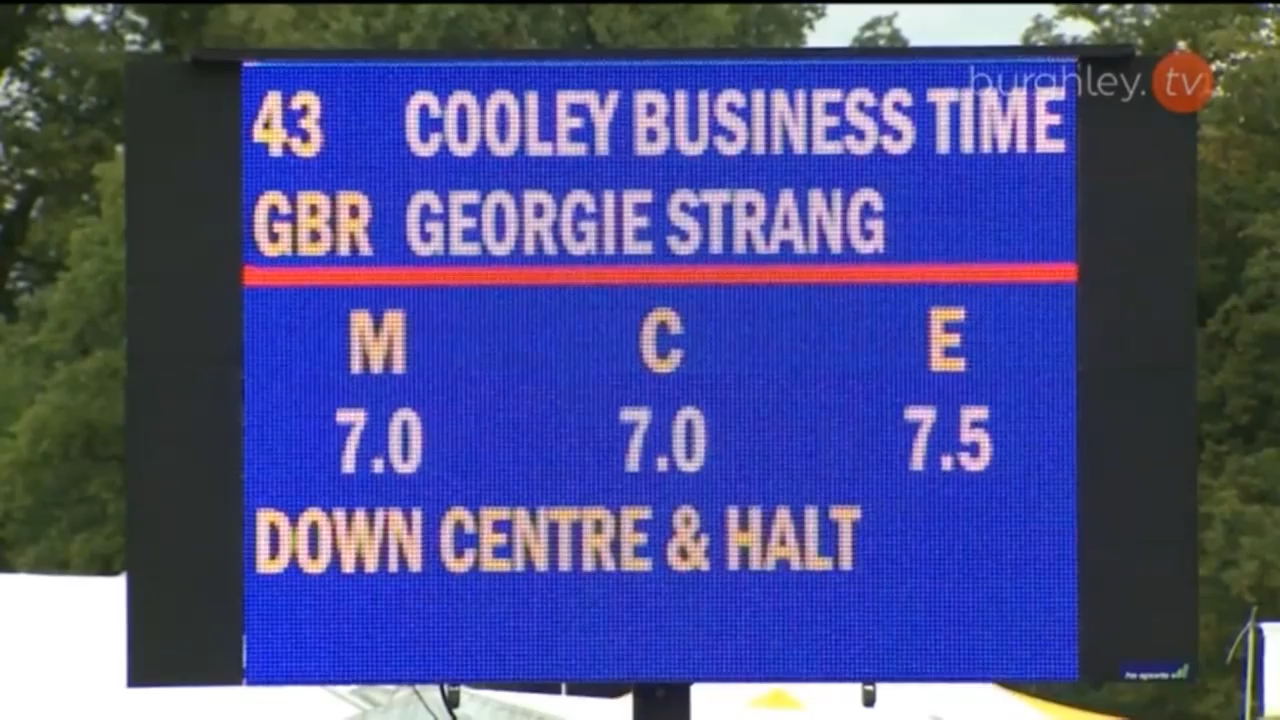 burghley.tv
43 COOLEY BUSINESS TIME
GBR GEORGIE STRANG
M C E
7.0 7.0 7.5
DOWN CENTRE & HALT